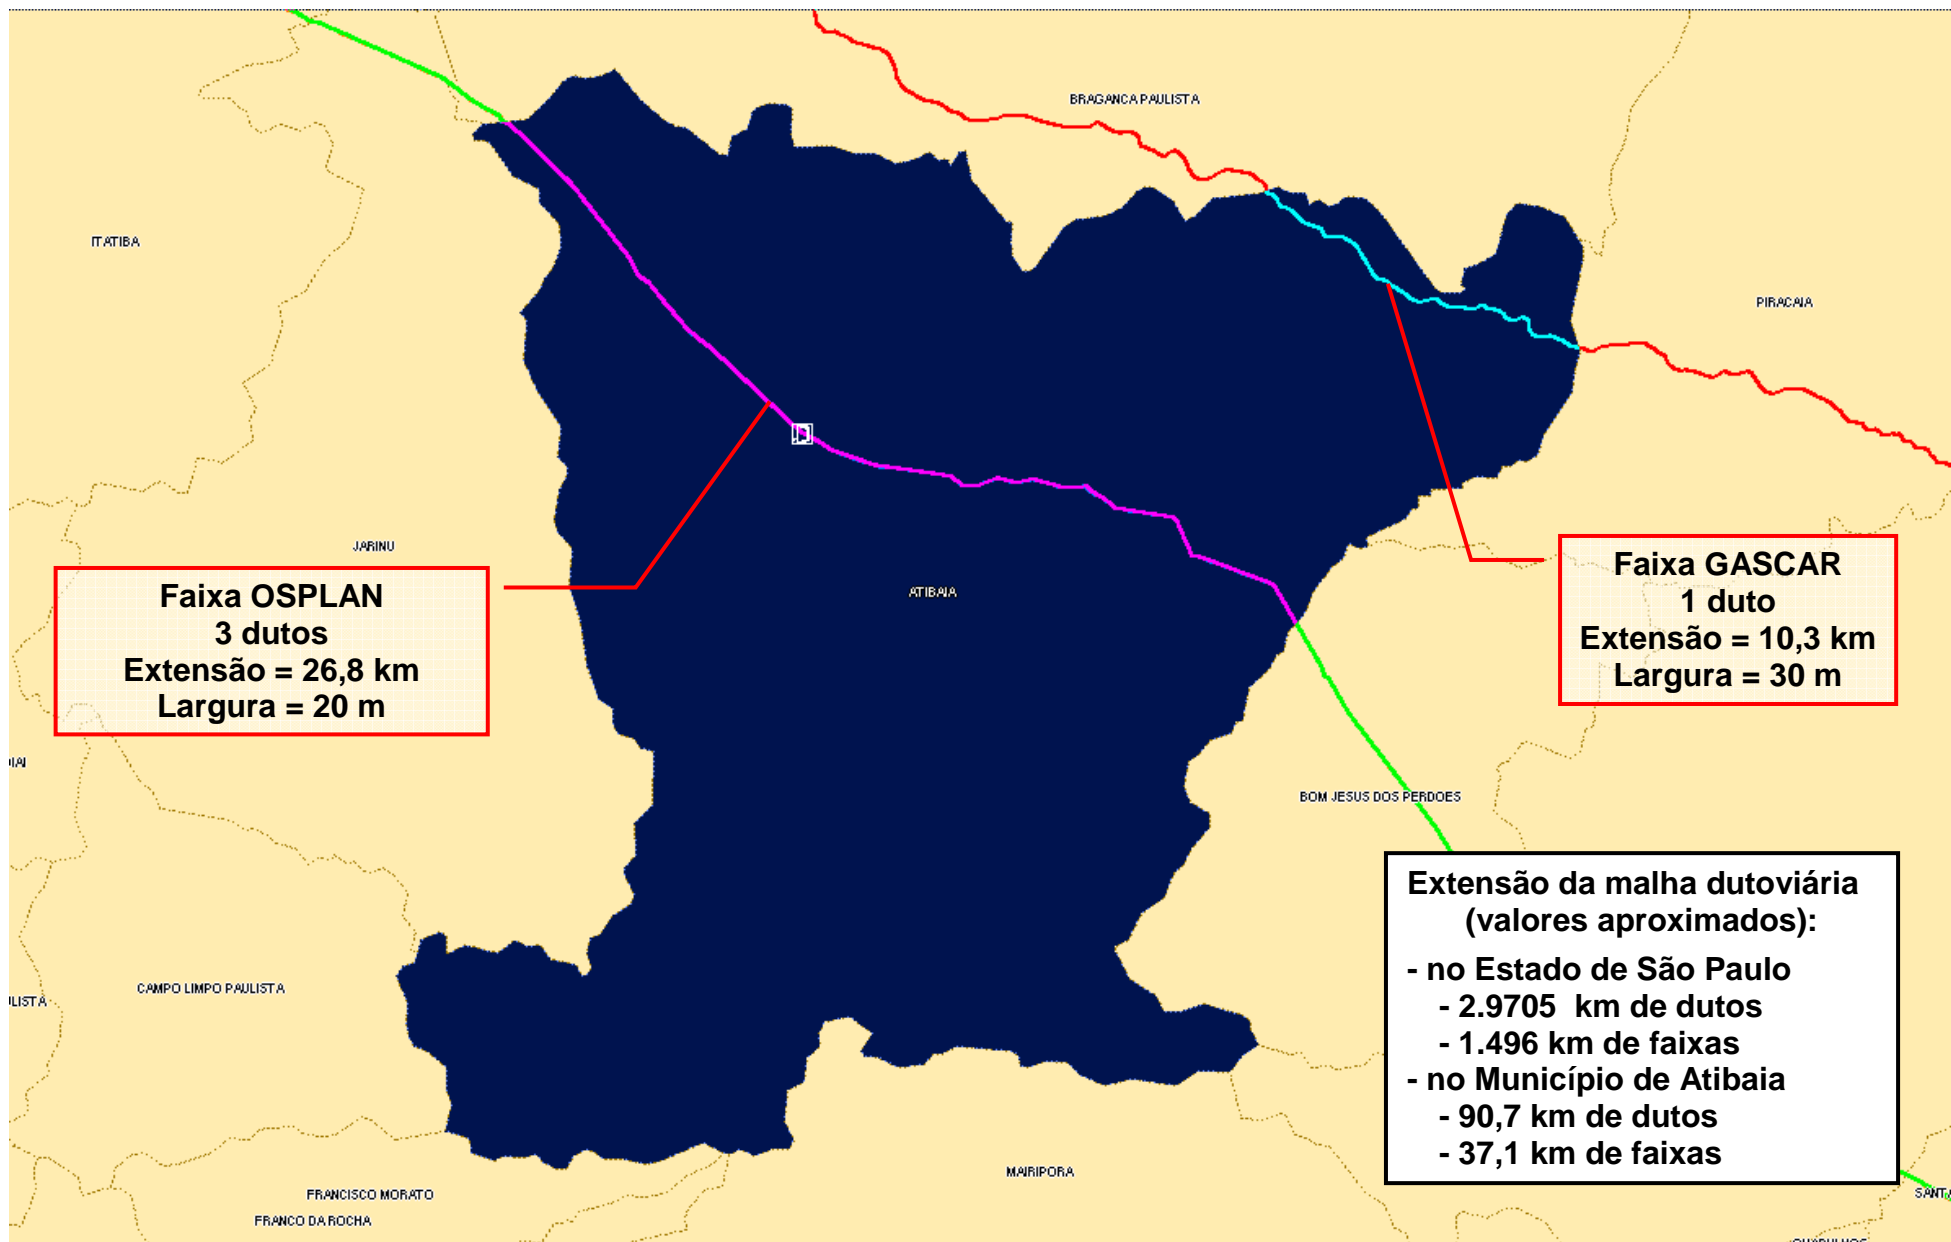 BRAGANCA PAULISTA
ITATIBA
PIRACAIA
JARINU
Faixa OSPLAN
3 dutos
Extensão = 26,8 km
Largura = 20 m
ATIBAIA
Faixa GASCAR
1 duto
Extensão = 10,3 km
Largura = 30 m
DIAI
BOM JESUS DOS PERDOES
Extensão da malha dutoviária
(valores aproximados):
- no Estado de São Paulo
- 2.9705 km de dutos
- 1.496 km de faixas
- no Município de Atibaia
- 90,7 km de dutos
- 37,1 km de faixas
CAMPO LIMPO PAULISTA
ULISTA
MAIRIPORA
FRANCISCO MORATO
FRANCO DA ROCHA
SANTA